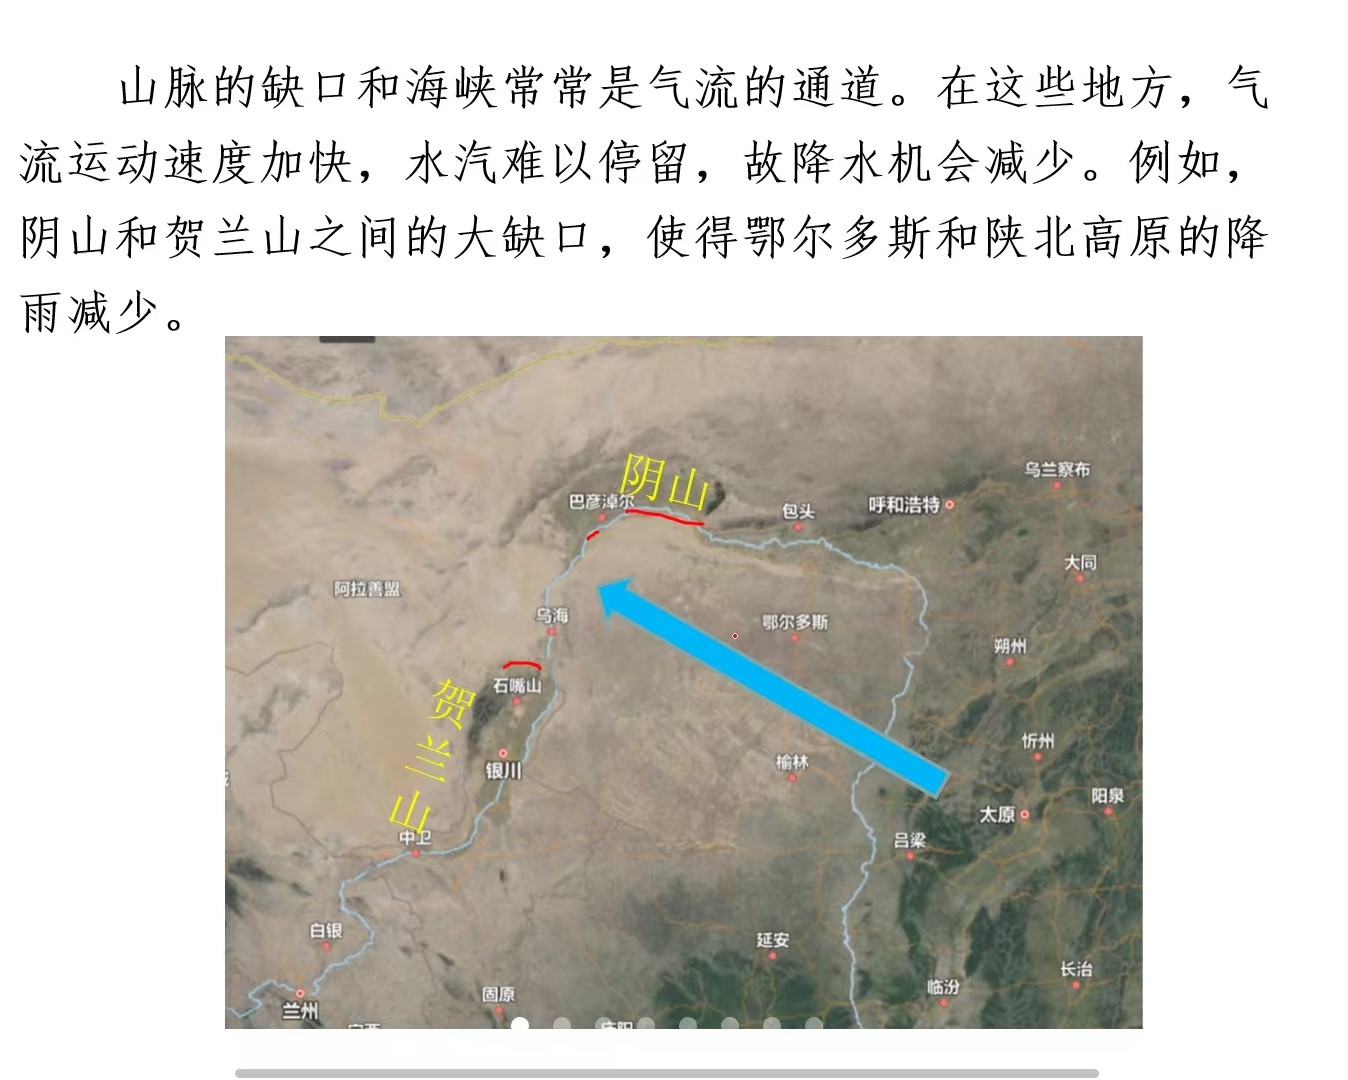 山脉的缺口和海峡常常是气流的通道。在这些地方，气
流运动速度加快，水汽难以停留，故降水机会减少。例如，
阴山和贺兰山之间的大缺口，使得鄂尔多斯和陕北高原的降
雨减少。
阴山
乌兰察布
巴彦淖尔
包头
呼和浩特
大同
阿拉善盟
乌海
鄂尔多斯
朔州
石嘴山
贺兰山
忻州
银川
榆林
阳泉
太原
中卫
吕梁
白银
延安
长治
临汾
固原
兰州